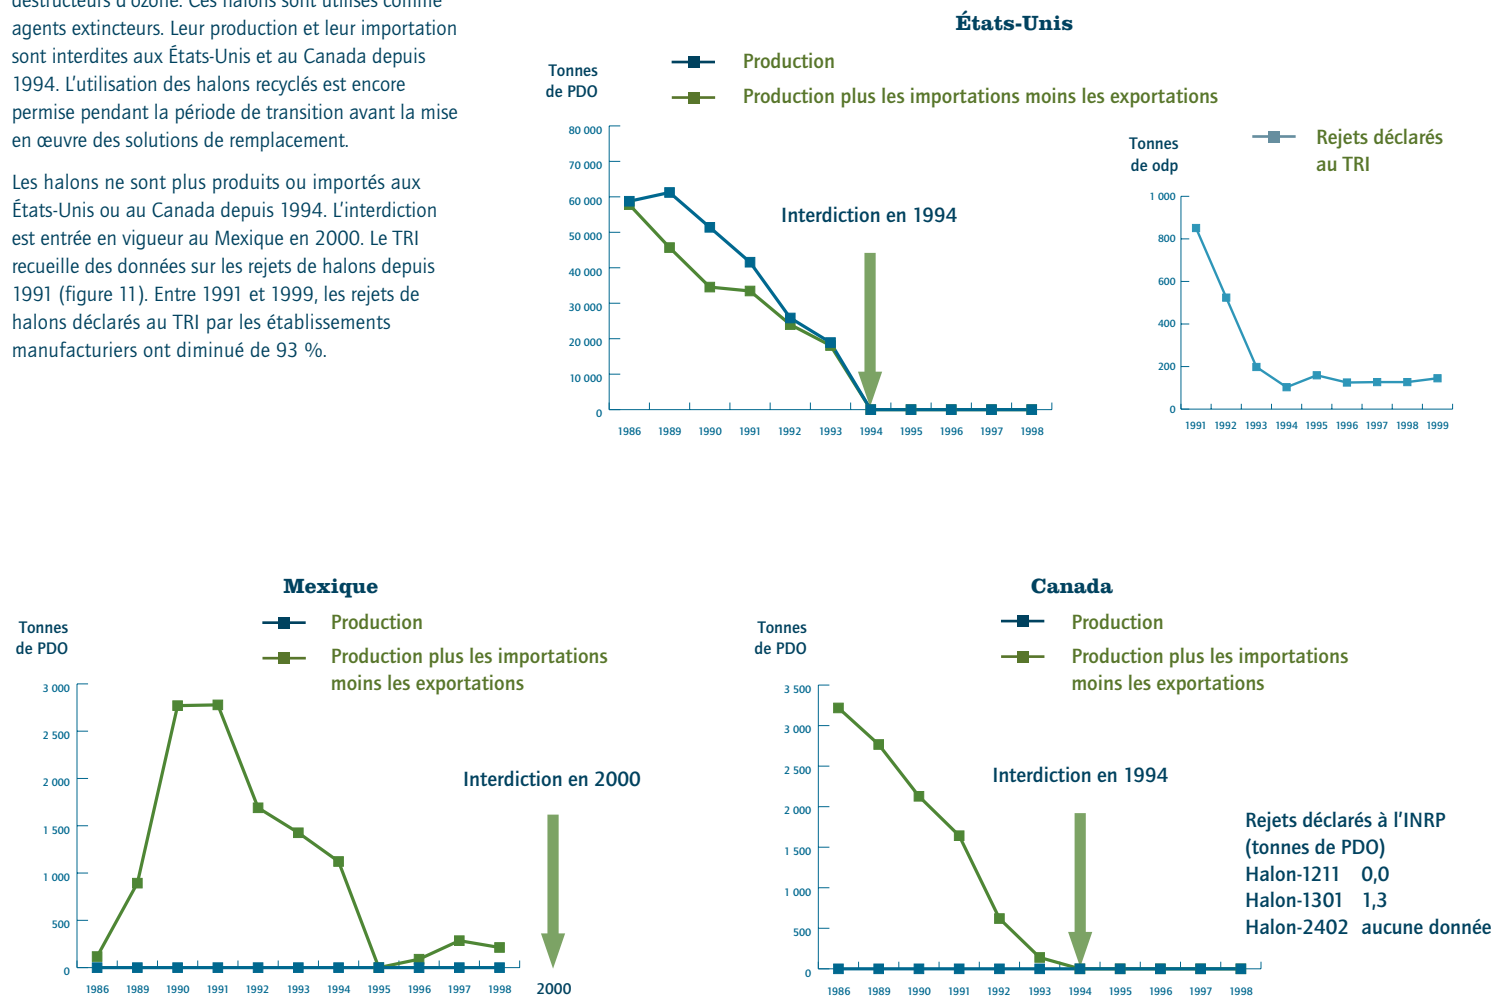 destructeurs d'ozone. Ces halons sont utilisés comme
agents extincteurs. Leur production et leur importation
sont interdites aux États-Unis et au Canada depuis
1994. L'utilisation des halons recyclés est encore
permise pendant la période de transition avant la mise
en œuvre des solutions de remplacement.
Les halons ne sont plus produits ou importés aux
États-Unis ou au Canada depuis 1994. L'interdiction
est entrée en vigueur au Mexique en 2000. Le TRI
recueille des données sur les rejets de halons depuis
1991 (figure 11). Entre 1991 et 1999, les rejets de
halons déclarés au TRI par les établissements
manufacturiers ont diminué de 93 %.
États-Unis
Tonnes
de PDO
Production
Production plus les importations moins les exportations
80 000
70 000
60 000
50 000
40 000
30 000
20 000
10 000
0
Interdiction en 1994
1986 1989 1990 1991 1992 1993 1994 1995 1996 1997 1998
Tonnes
de odp
Rejets déclarés
au TRI
1 000
800
600
400
200
0
1991 1992 1993 1994 1995 1996 1997 1998 1999
Mexique
Tonnes
de PDO
Production
Production plus les importations
moins les exportations
3 000
2 500
2 000
1 500
1 000
500
0
Interdiction en 2000
1986 1989 1990 1991 1992 1993 1994 1995 1996 1997 1998 2000
Canada
Tonnes
de PDO
Production
Production plus les importations
moins les exportations
3 500
3 000
2 500
2 000
1 500
1 000
500
0
Interdiction en 1994
1986 1989 1990 1991 1992 1993 1994 1995 1996 1997 1998
Rejets déclarés à l'INRP
(tonnes de PDO)
Halon-1211 0,0
Halon-1301 1,3
Halon-2402 aucune donnée